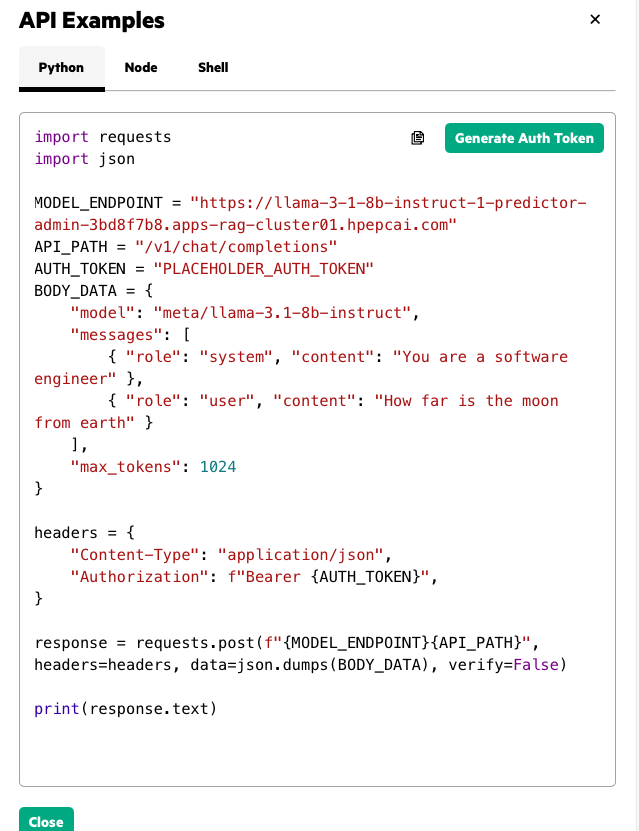 API Examples
Python Node Shell
import requests
Generate Auth Token
import json
MODEL_ENDPOINT = "https://llama-3-1-8b-instruct-1-predictor-
admin-3bd8f7b8.apps-rag-cluster01.hpepcai.com"
API_PATH = "/v1/chat/completions"
AUTH_TOKEN = "PLACEHOLDER_AUTH_TOKEN"
BODY_DATA = {
    "model": "meta/llama-3.1-8b-instruct",
    "messages": [
        { "role": "system", "content": "You are a software
engineer" },
        { "role": "user", "content": "How far is the moon
from earth" }
    ],
    "max_tokens": 1024
}
headers = {
    "Content-Type": "application/json",
    "Authorization": f"Bearer {AUTH_TOKEN}",
}
response = requests.post(f"{MODEL_ENDPOINT}{API_PATH}",
headers=headers, data=json.dumps(BODY_DATA), verify=False)
print(response.text)
Close